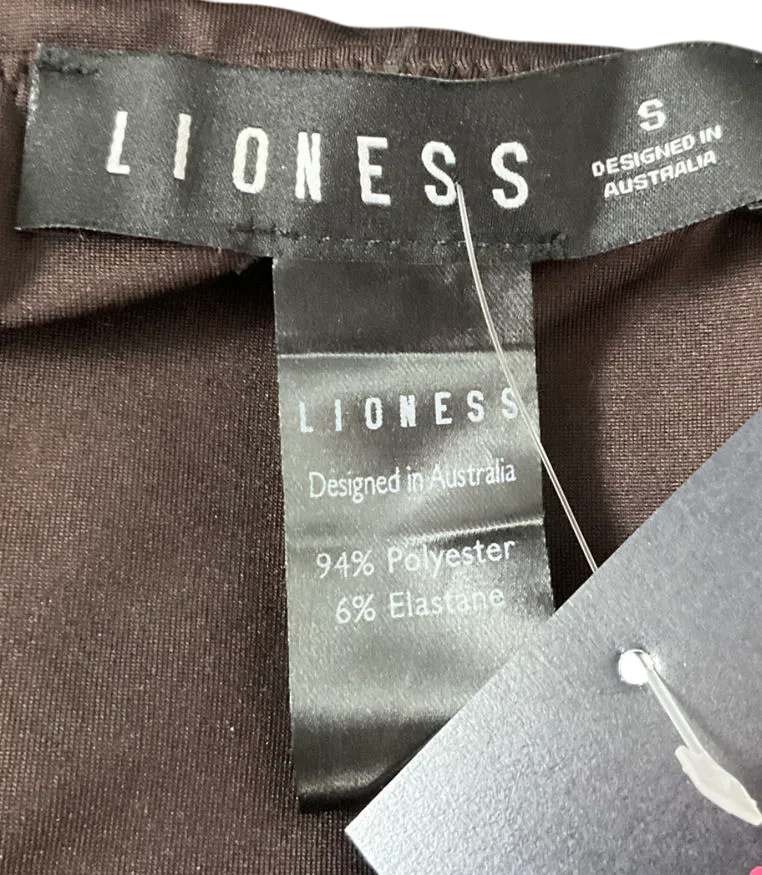 LIONESS
S
DESIGNED IN
AUSTRALIA
LIONESS
Designed in Australia
94% Polyester
6% Elastane